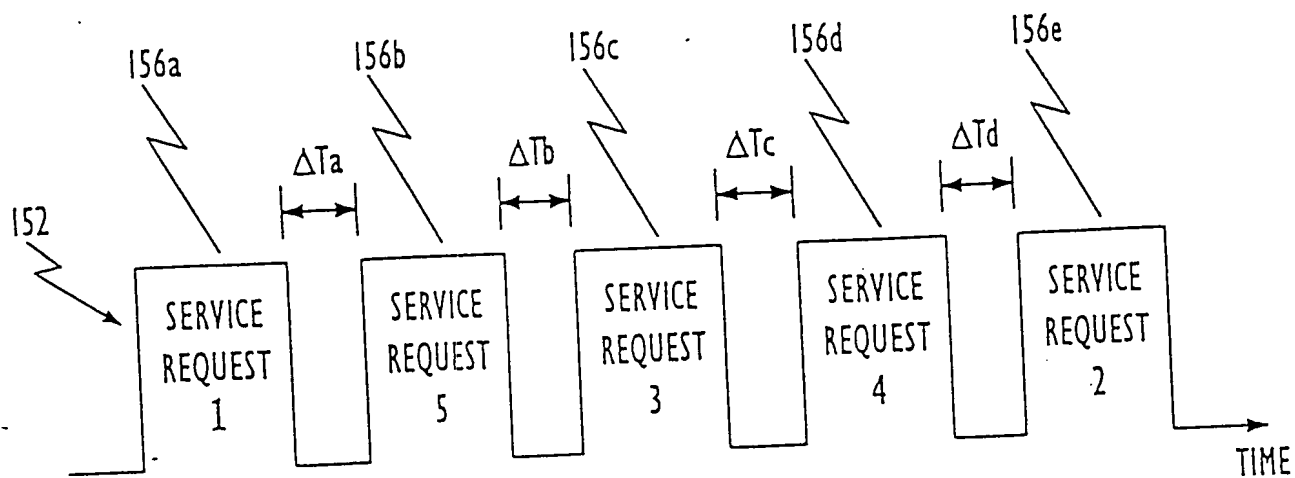 156a
156b
156c
156d
156e
ΔTa
ΔTb
ΔTc
ΔTd
152
SERVICE
REQUEST
1
SERVICE
REQUEST
5
SERVICE
REQUEST
3
SERVICE
REQUEST
4
SERVICE
REQUEST
2
TIME